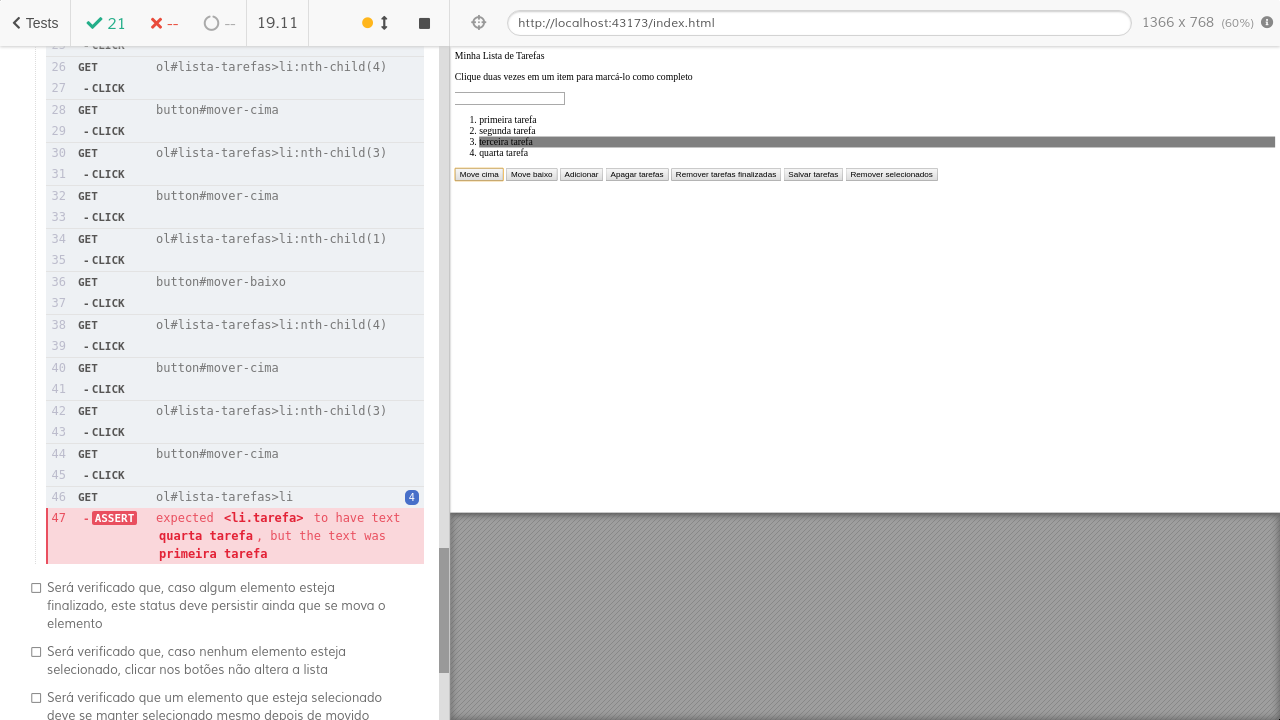 Tests
21
--
--
19.11
http://localhost:43173/index.html
1366 x 768 (60%)
- CLICK
26 GET ol#lista-tarefas>li:nth-child(4)
27 - CLICK
28 GET button#mover-cima
29 - CLICK
30 GET ol#lista-tarefas>li:nth-child(3)
31 - CLICK
32 GET button#mover-cima
33 - CLICK
34 GET ol#lista-tarefas>li:nth-child(1)
35 - CLICK
36 GET button#mover-baixo
37 - CLICK
38 GET ol#lista-tarefas>li:nth-child(4)
39 - CLICK
40 GET button#mover-cima
41 - CLICK
42 GET ol#lista-tarefas>li:nth-child(3)
43 - CLICK
44 GET button#mover-cima
45 - CLICK
46 GET ol#lista-tarefas>li 4
47 - ASSERT expected <li.tarefa> to have text
quarta tarefa , but the text was
primeira tarefa
Será verificado que, caso algum elemento esteja
finalizado, este status deve persistir ainda que se mova o
elemento
Será verificado que, caso nenhum elemento esteja
selecionado, clicar nos botões não altera a lista
Será verificado que um elemento que esteja selecionado
deve se manter selecionado mesmo depois de movido
Minha Lista de Tarefas
Clique duas vezes em um item para marcá-lo como completo
1. primeira tarefa
2. segunda tarefa
3. terceira tarefa
4. quarta tarefa
Move cima Move baixo Adicionar Apagar tarefas Remover tarefas finalizadas Salvar tarefas Remover selecionados